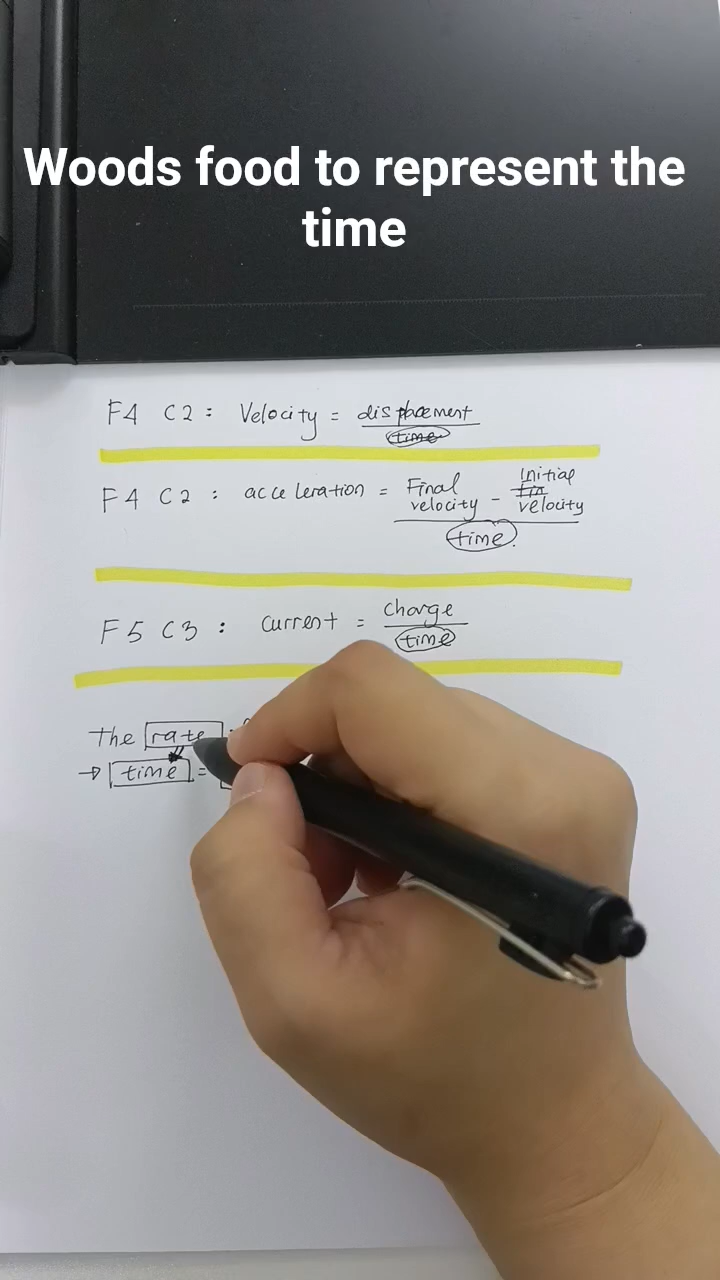 Woods food to represent the
time
F4 C2 : Velocity = displacement
time
F4 C2 : acceleration = Final velocity - Initial velocity
time
F5 C3 : current = charge
time
The rate
→ time =